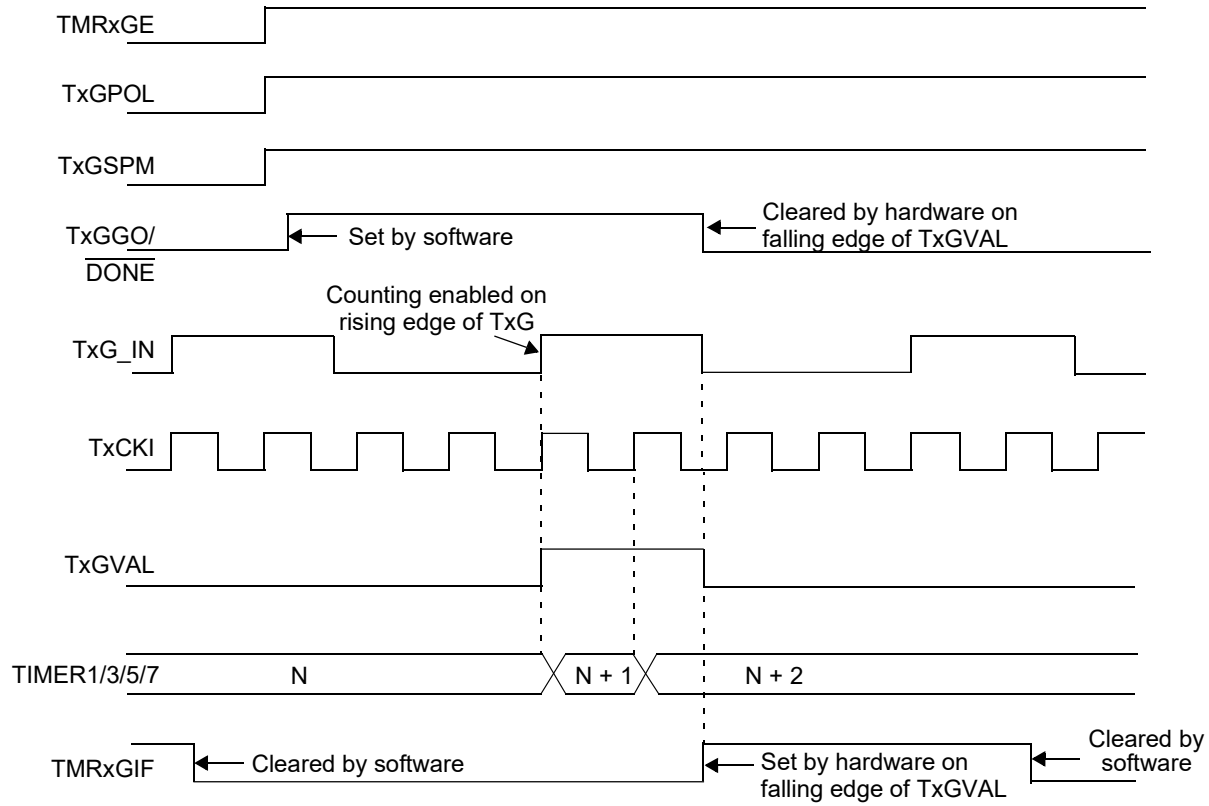 TMRxGE
TxGPOL
TxGSPM
TxGGO/
DONE
Set by software
Cleared by hardware on
falling edge of TxGVAL
Counting enabled on
rising edge of TxG
TxG_IN
TxCKI
TxGVAL
TIMER1/3/5/7
N
N + 1
N + 2
TMRxGIF
Cleared by software
Set by hardware on
falling edge of TxGVAL
Cleared by
software